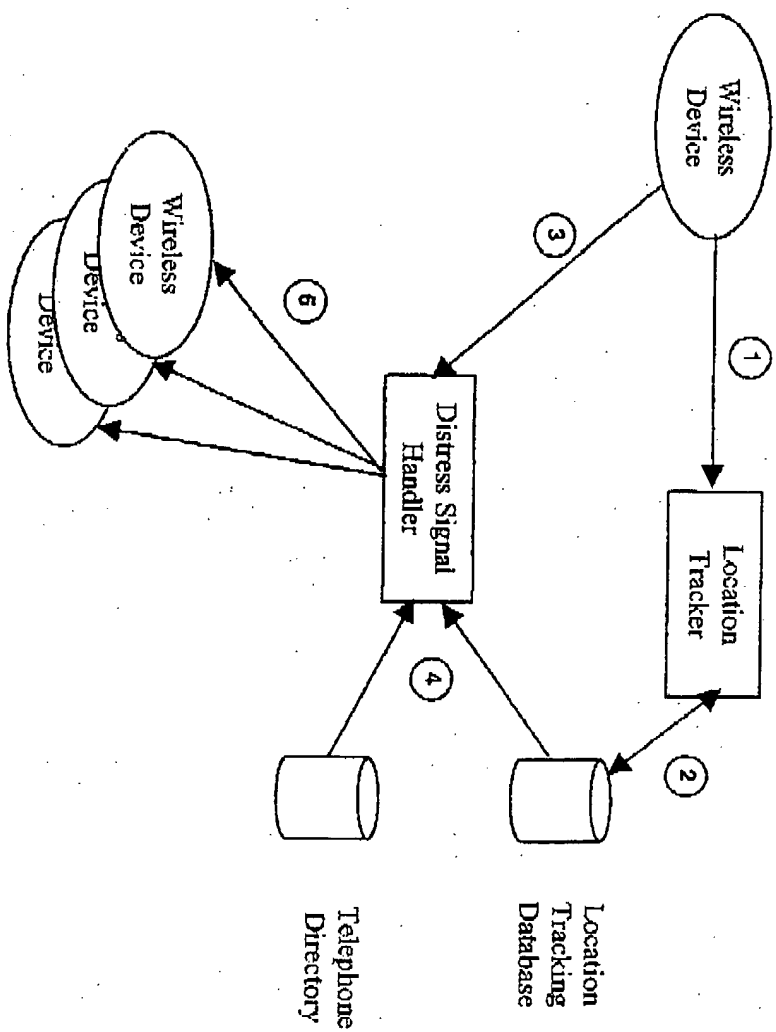 Wireless
Device
1
Location
Tracker
2
Location
Tracking
Database
3
Distress Signal
Handler
4
Telephone
Directory
5
Wireless
Device
Device
Device